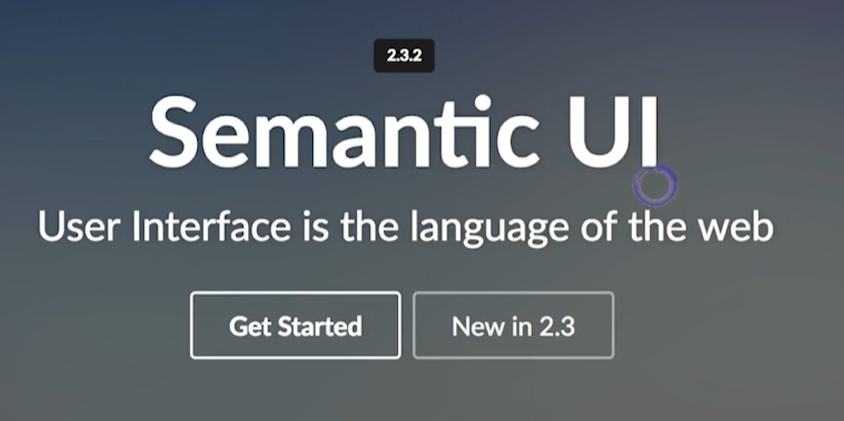 2.3.2
Semantic UI
User Interface is the language of the web
Get Started
New in 2.3